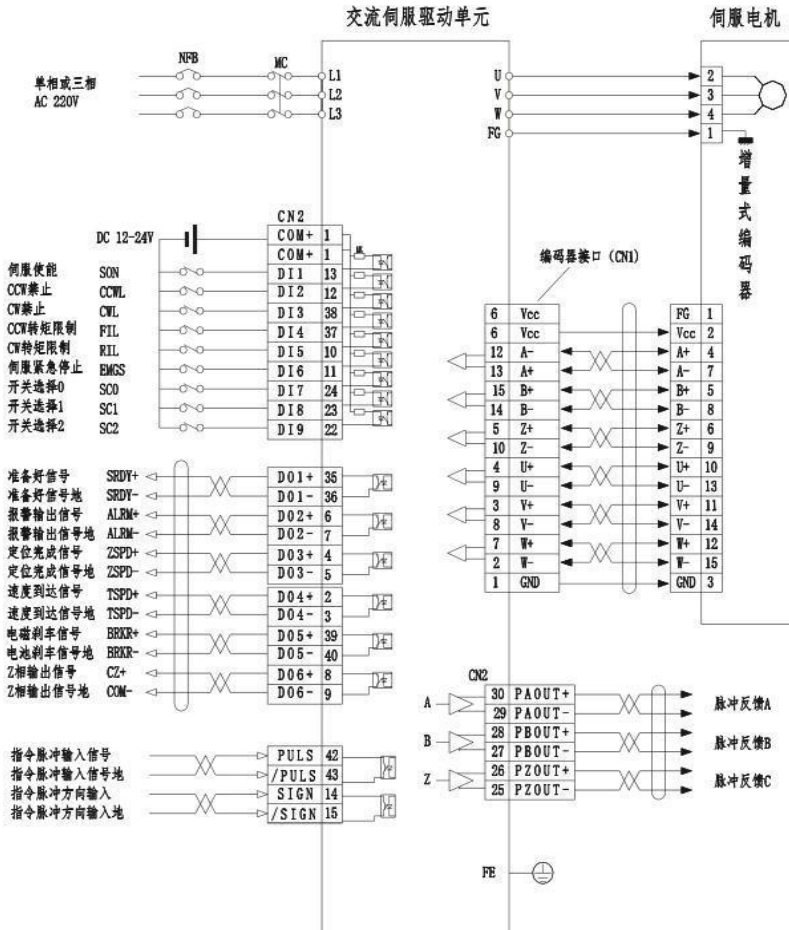 交流伺服驱动单元
伺服电机
NFB
MC
单相或三相
AC 220V
L1
L2
L3
U
V
W
FG
2
3
4
1
增量式编码器
CN2
DC 12-24V
COM+ 1
COM+ 1
伺服使能 SON DI1 13
CCW禁止 CCWL DI2 12
CW禁止 CWL DI3 38
CCW转矩限制 FIL DI4 37
CW转矩限制 RIL DI5 10
伺服紧急停止 EMGS DI6 11
开关选择0 SC0 DI7 24
开关选择1 SC1 DI8 23
开关选择2 SC2 DI9 22
准备好信号 SRDY+ DO1+ 35
准备好信号地 SRDY- DO1- 36
报警输出信号 ALRM+ DO2+ 6
报警输出信号地 ALRM- DO2- 7
定位完成信号 ZSPD+ DO3+ 4
定位完成信号地 ZSPD- DO3- 5
速度到达信号 TSPD+ DO4+ 2
速度到达信号地 TSPD- DO4- 3
电磁刹车信号 BRKR+ DO5+ 39
电池刹车信号地 BRKR- DO5- 40
Z相输出信号 CZ+ DO6+ 8
Z相输出信号地 COM- DO6- 9
指令脉冲输入信号 PULS 42
指令脉冲输入信号地 /PULS 43
指令脉冲方向输入 SIGN 14
指令脉冲方向输入地 /SIGN 15
编码器接口 (CN1)
6 Vcc FG 1
6 Vcc Vcc 2
12 A- A+ 4
13 A+ A- 7
15 B+ B+ 5
14 B- B- 8
5 Z+ Z+ 6
10 Z- Z- 9
4 U+ U+ 10
9 U- U- 13
3 V+ V+ 11
8 V- V- 14
7 W+ W+ 12
2 W- W- 15
1 GND GND 3
CN2
A 30 PAOUT+
29 PAOUT- 脉冲反馈A
B 28 PBOUT+
27 PBOUT- 脉冲反馈B
Z 26 PZOUT+
25 PZOUT- 脉冲反馈C
FE